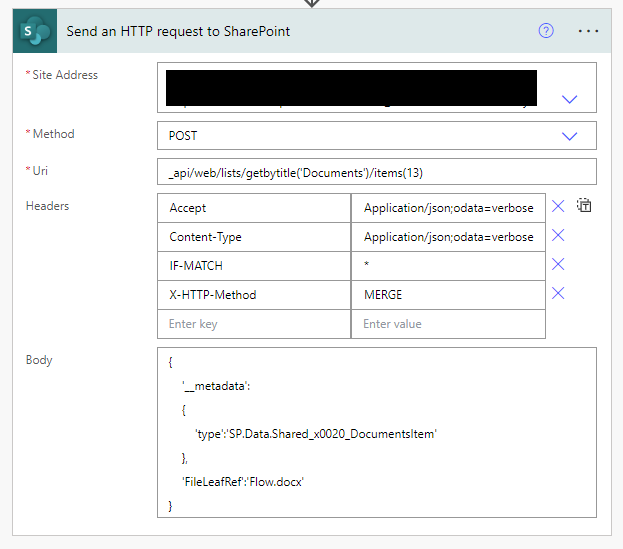 Send an HTTP request to SharePoint
* Site Address
* Method
POST
* Uri
_api/web/lists/getbytitle('Documents')/items(13)
Headers
Accept
Application/json;odata=verbose
Content-Type
Application/json;odata=verbose
IF-MATCH
*
X-HTTP-Method
MERGE
Enter key
Enter value
Body
{
'__metadata':
{
'type':'SP.Data.Shared_x0020_DocumentsItem'
},
'FileLeafRef':'Flow.docx'
}